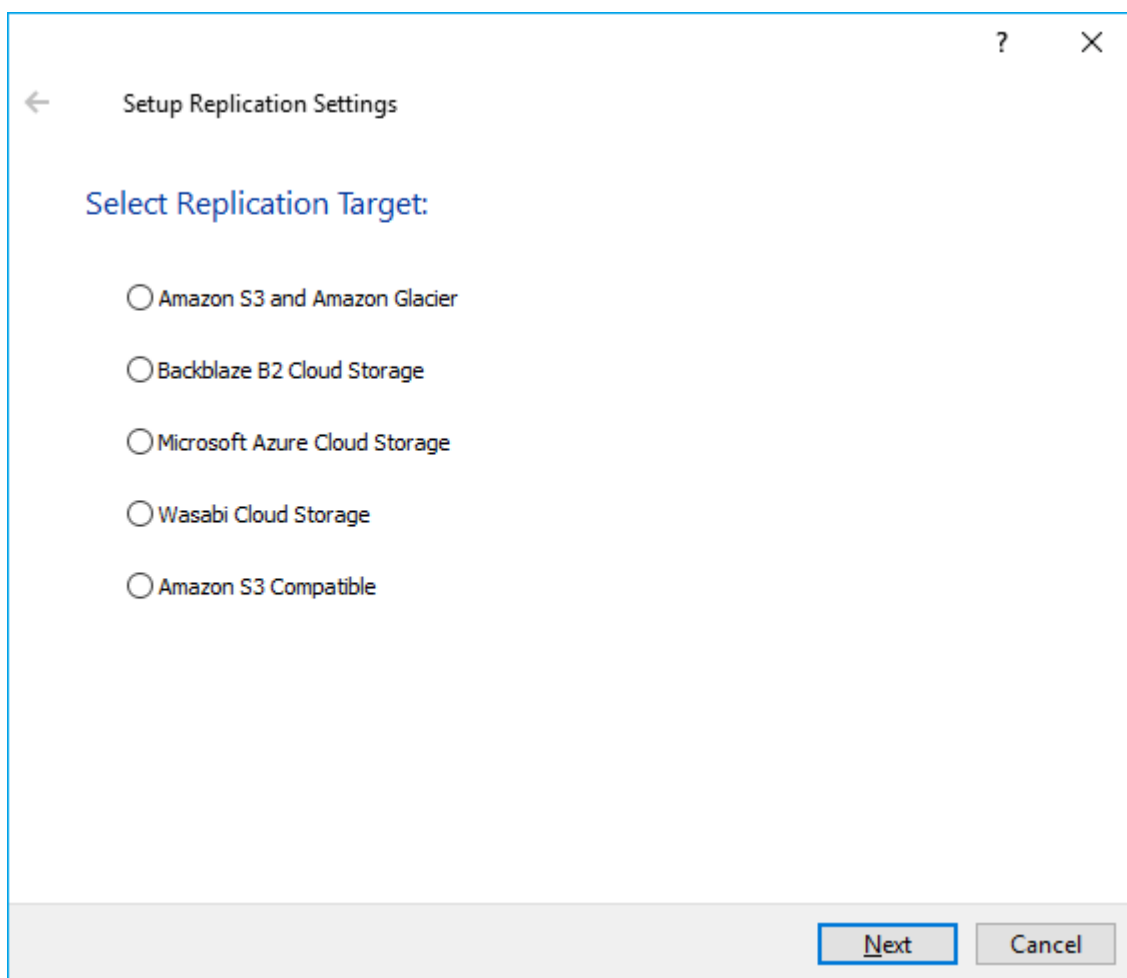 ?
Setup Replication Settings
Select Replication Target:
Amazon S3 and Amazon Glacier
Backblaze B2 Cloud Storage
Microsoft Azure Cloud Storage
Wasabi Cloud Storage
Amazon S3 Compatible
Next Cancel